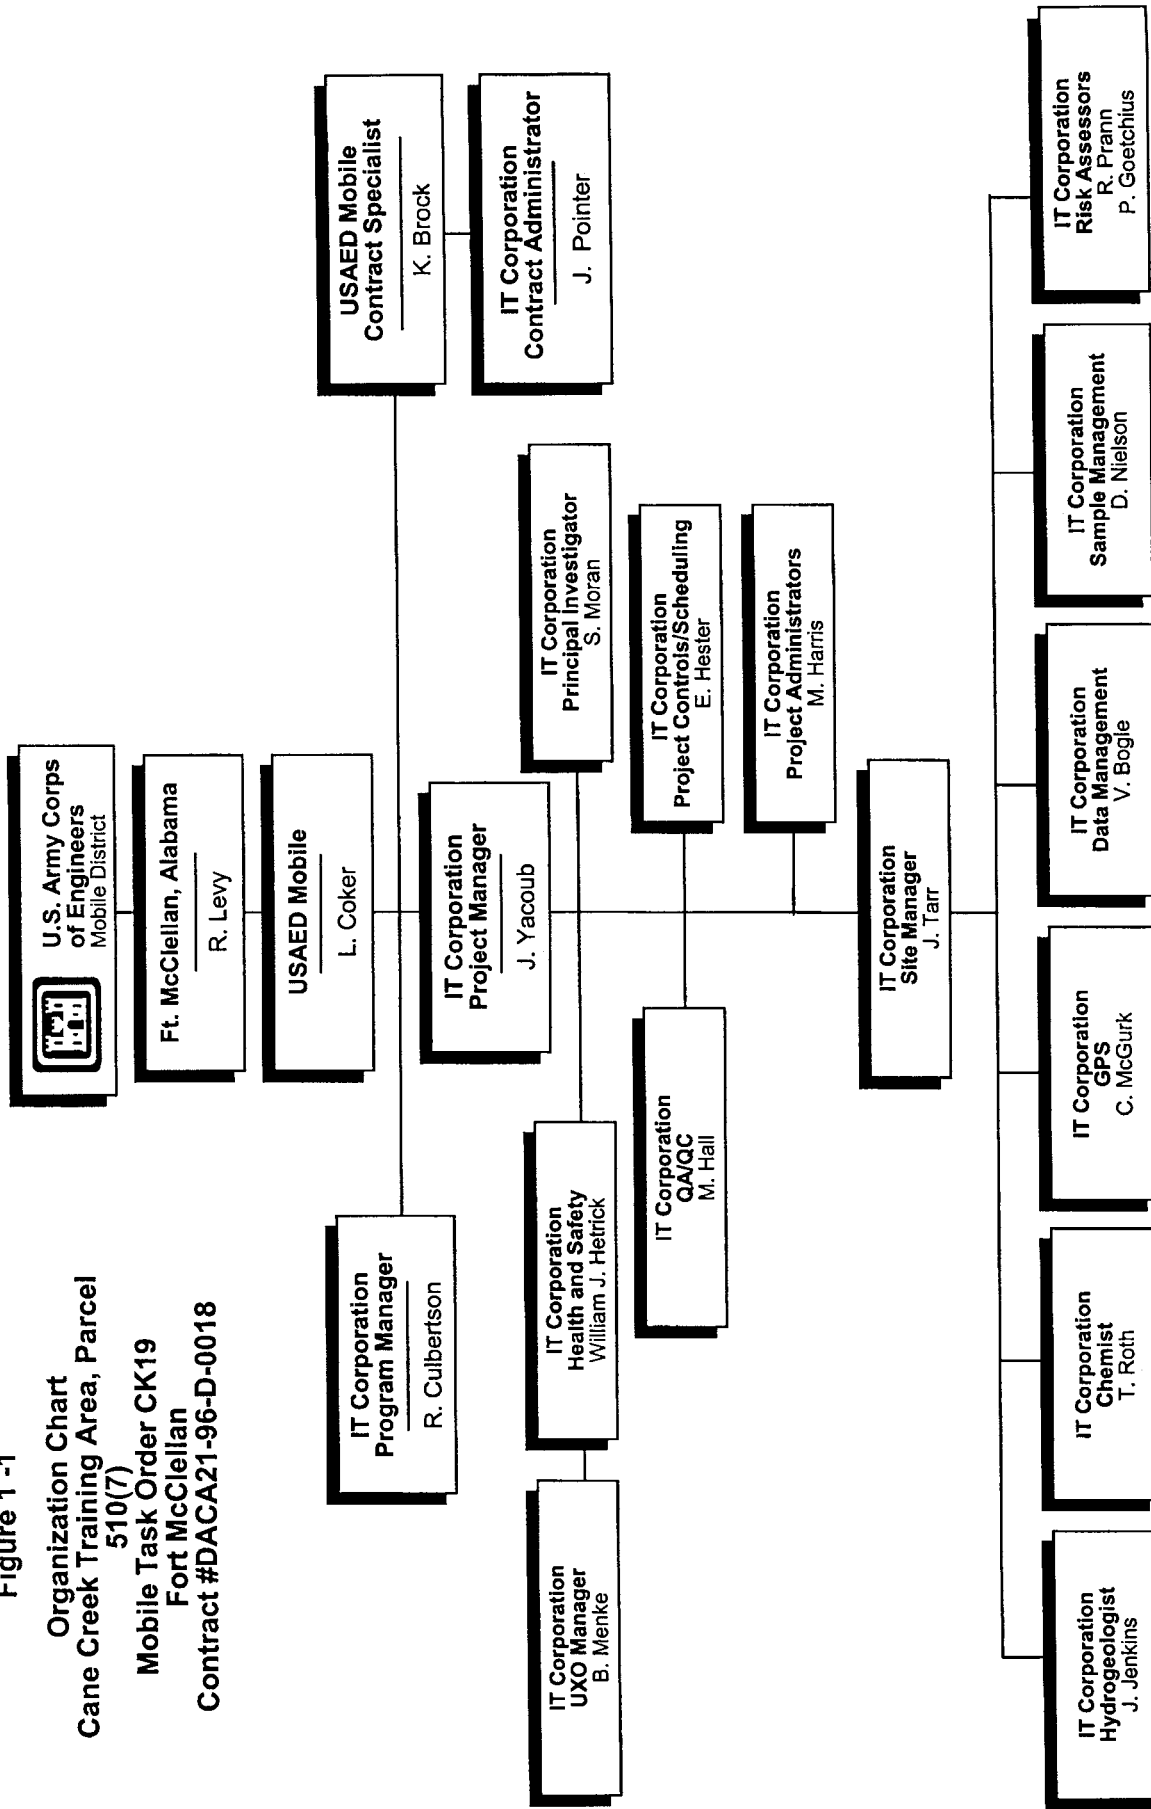 Figure 1 -1
Organization Chart
Cane Creek Training Area, Parcel
510(7)
Mobile Task Order CK19
Fort McClellan
Contract #DACA21-96-D-0018
U.S. Army Corps
of Engineers
Mobile District
Ft. McClellan, Alabama
R. Levy
USAED Mobile
L. Coker
IT Corporation
Program Manager
R. Culbertson
USAED Mobile
Contract Specialist
K. Brock
IT Corporation
Project Manager
J. Yacoub
IT Corporation
Contract Administrator
J. Pointer
IT Corporation
UXO Manager
B. Menke
IT Corporation
Health and Safety
William J. Hetrick
IT Corporation
Principal Investigator
S. Moran
IT Corporation
QA/QC
M. Hall
IT Corporation
Project Controls/Scheduling
E. Hester
IT Corporation
Project Administrators
M. Harris
IT Corporation
Site Manager
J. Tarr
IT Corporation
Hydrogeologist
J. Jenkins
IT Corporation
Chemist
T. Roth
IT Corporation
GPS
C. McGurk
IT Corporation
Data Management
V. Bogle
IT Corporation
Sample Management
D. Nielson
IT Corporation
Risk Assessors
R. Prann
P. Goetchius